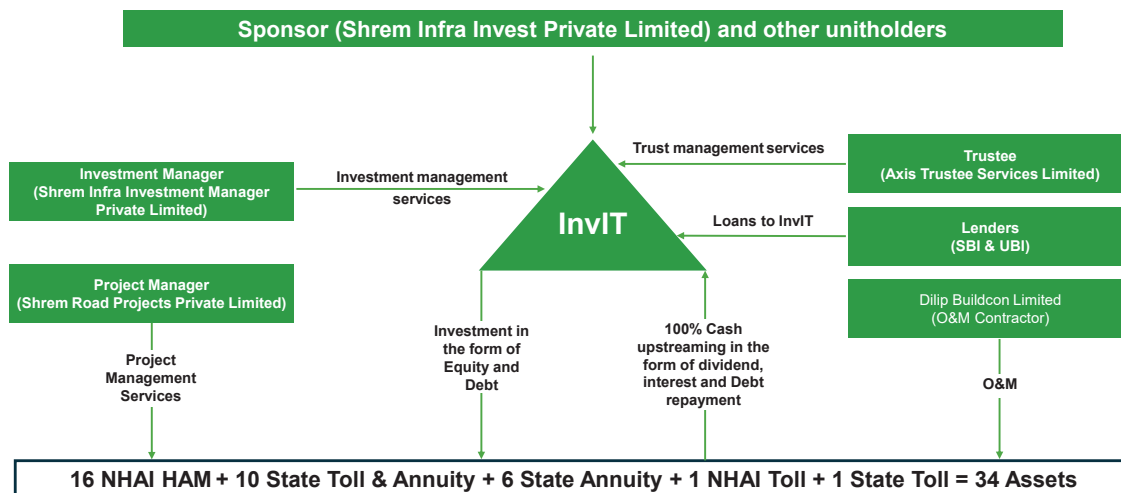 Sponsor (Shrem Infra Invest Private Limited) and other unitholders
Investment Manager
(Shrem Infra Investment Manager
Private Limited)
Investment management
services
InvIT
Trust management services
Trustee
(Axis Trustee Services Limited)
Loans to InvIT
Lenders
(SBI & UBI)
Project Manager
(Shrem Road Projects Private Limited)
Dilip Buildcon Limited
(O&M Contractor)
Project
Management
Services
Investment in
the form of
Equity and
Debt
100% Cash
upstreaming in the
form of dividend,
interest and Debt
repayment
O&M
16 NHAI HAM + 10 State Toll & Annuity + 6 State Annuity + 1 NHAI Toll + 1 State Toll = 34 Assets